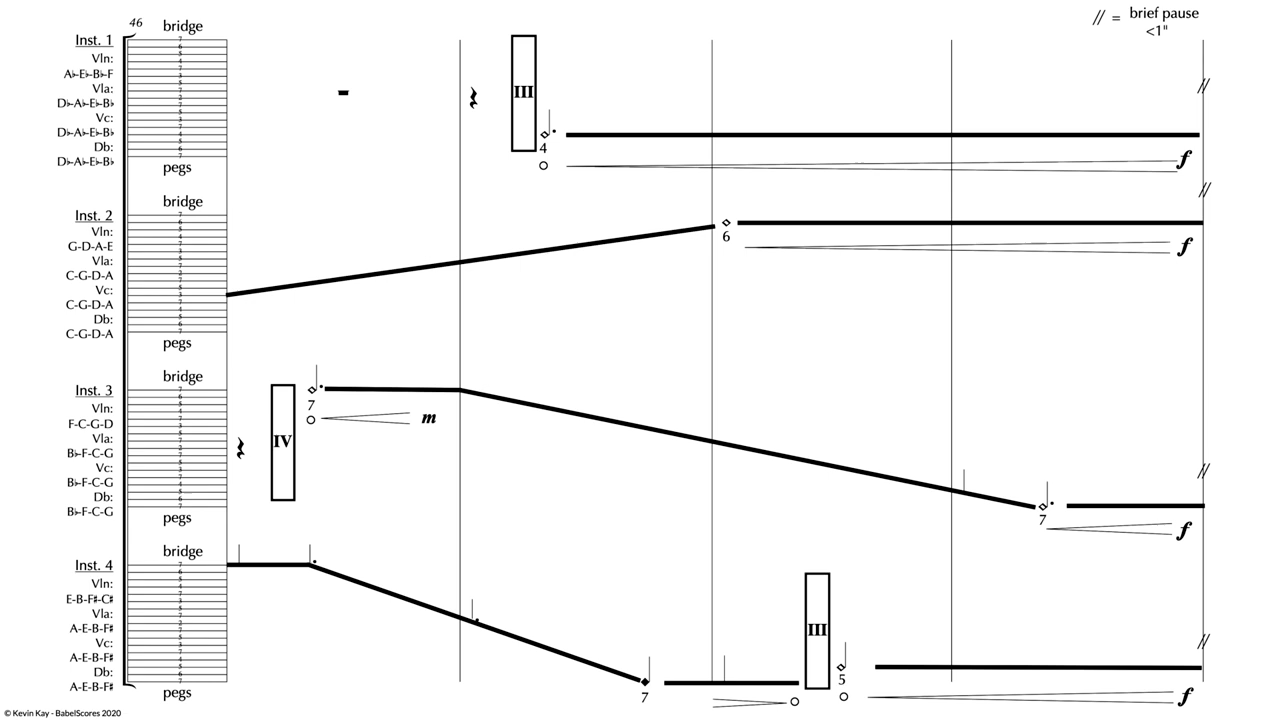 46
// = brief pause
<1"
bridge
Inst. 1
Vln:
A♭-E♭-B♭-F
Vla:
D♭-A♭-E♭-B♭
Vc:
D♭-A♭-E♭-B♭
Db:
D♭-A♭-E♭-B♭
pegs
III
4
f
//
bridge
Inst. 2
Vln:
G-D-A-E
Vla:
C-G-D-A
Vc:
C-G-D-A
Db:
C-G-D-A
pegs
6
f
//
bridge
Inst. 3
Vln:
F-C-G-D
Vla:
B♭-F-C-G
Vc:
B♭-F-C-G
Db:
B♭-F-C-G
pegs
IV
7
m
7
f
//
bridge
Inst. 4
Vln:
E-B-F♯-C♯
Vla:
A-E-B-F♯
Vc:
A-E-B-F♯
Db:
A-E-B-F♯
pegs
7
III
5
f
//
© Kevin Kay - BabelScores 2020